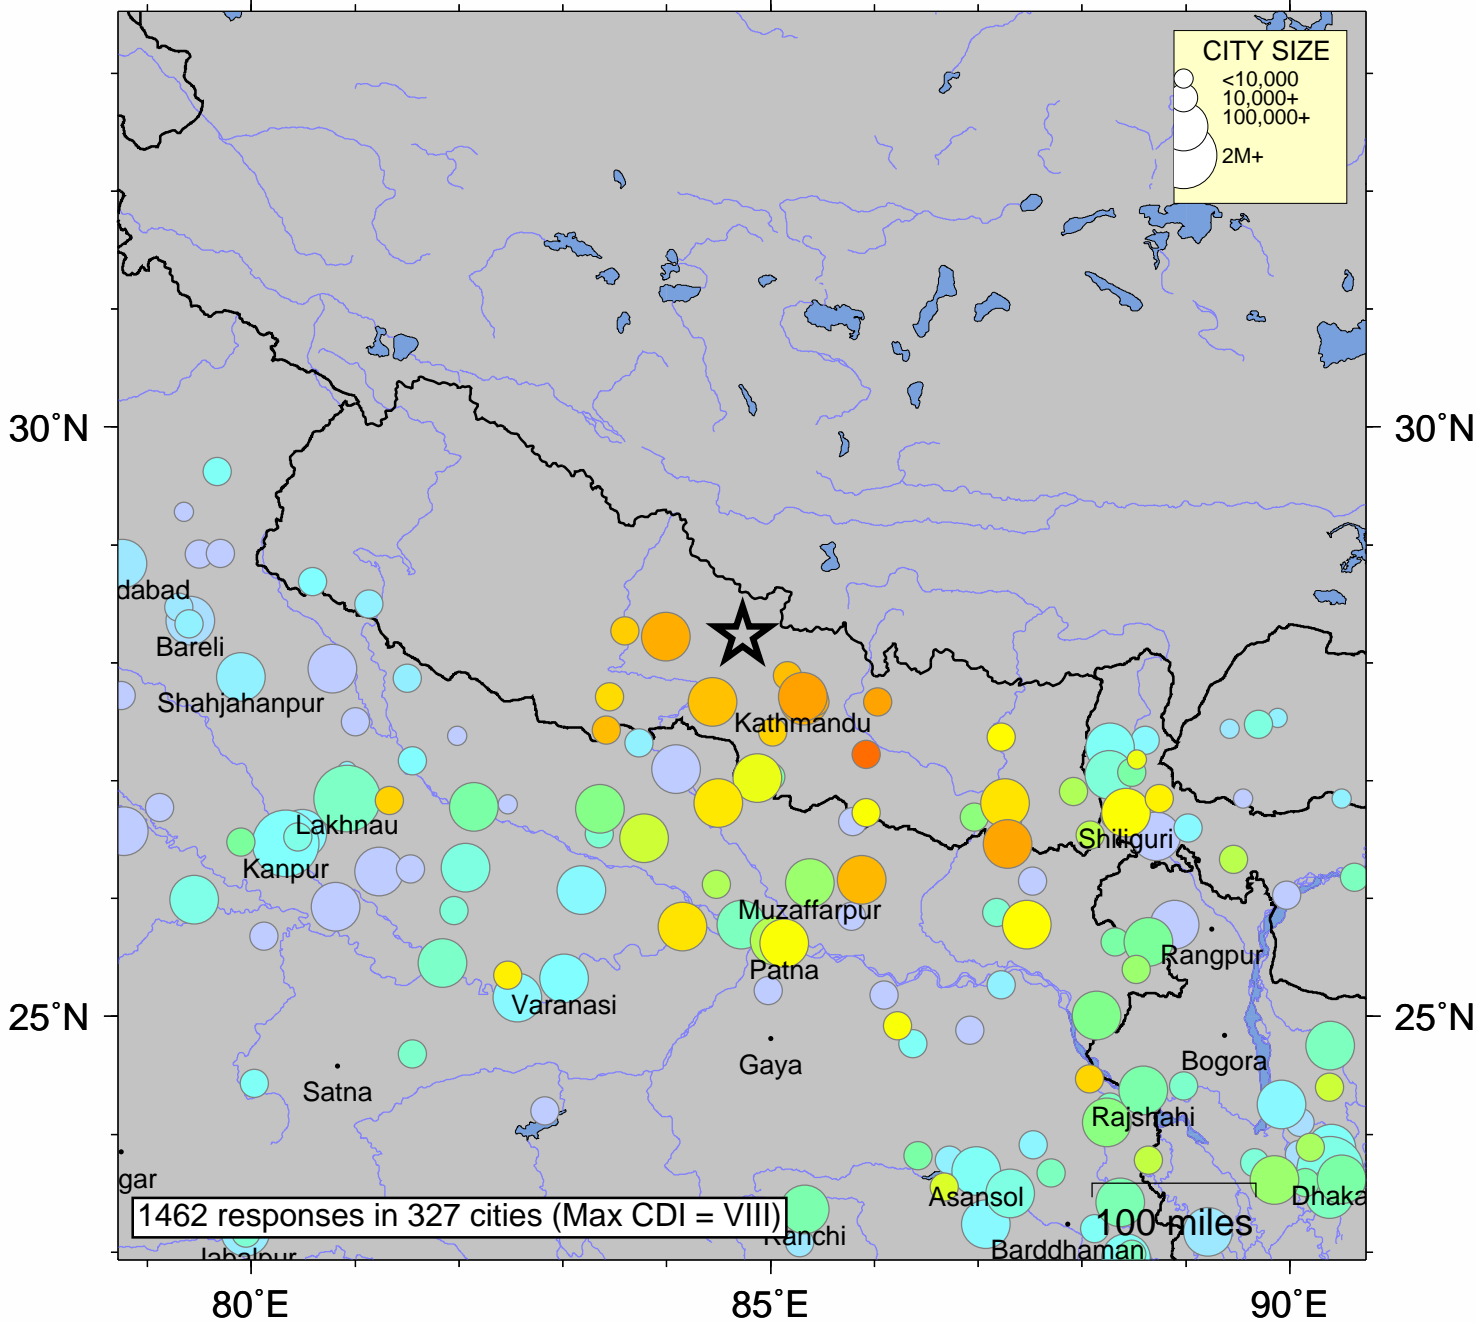 CITY SIZE
<10,000
10,000+
100,000+
2M+
30°N
30°N
dabad
Bareli
Shahjahanpur
Kathmandu
Lakhnau
Kanpur
Shiliguri
Muzaffarpur
Patna
Rangpur
Varanasi
25°N
25°N
Gaya
Bogora
Satna
Rajshahi
gar
Asansol
Dhaka
1462 responses in 327 cities (Max CDI = VIII)
100 miles
Ranchi
Barddhaman
Jabalpur
80°E
85°E
90°E